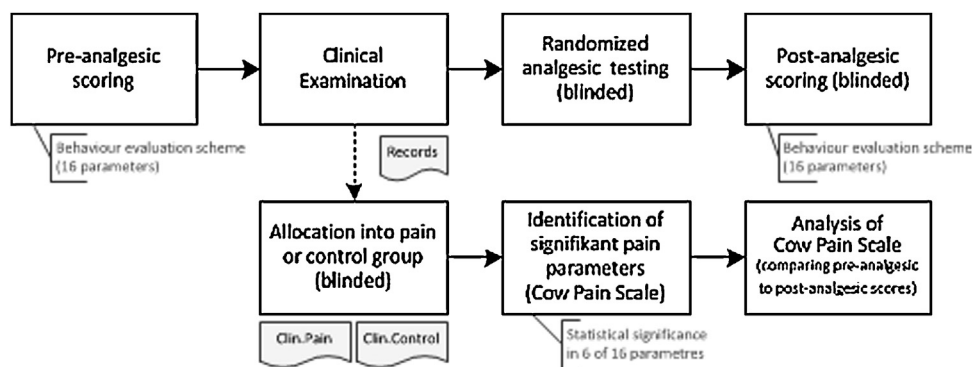 Pre-analgesic
scoring
Clinical
Examination
Randomized
analgesic testing
(blinded)
Post-analgesic
scoring (blinded)
Behaviour evaluation scheme
(16 parameters)
Records
Behaviour evaluation scheme
(16 parameters)
Allocation into pain
or control group
(blinded)
Identification of
signifikant pain
parameters
(Cow Pain Scale)
Analysis of
Cow Pain Scale
(comparing pre-analgesic
to post-analgesic scores)
Clin.Pain
Clin.Control
Statistical significance
in 6 of 16 parametres